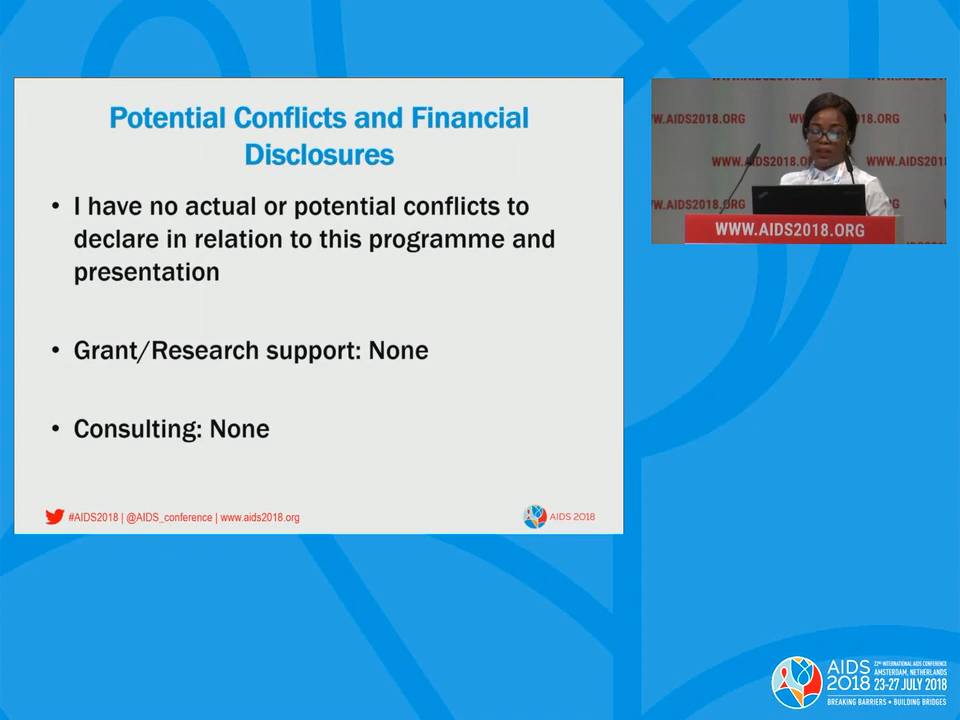 Potential Conflicts and Financial
Disclosures
• I have no actual or potential conflicts to
declare in relation to this programme and
presentation
• Grant/Research support: None
• Consulting: None
#AIDS2018 | @AIDS_conference | www.aids2018.org
AIDS 2018
WWW.AIDS2018.ORG
AIDS
2018
22ND INTERNATIONAL AIDS CONFERENCE
AMSTERDAM, NETHERLANDS
23-27 JULY 2018
BREAKING BARRIERS • BUILDING BRIDGES